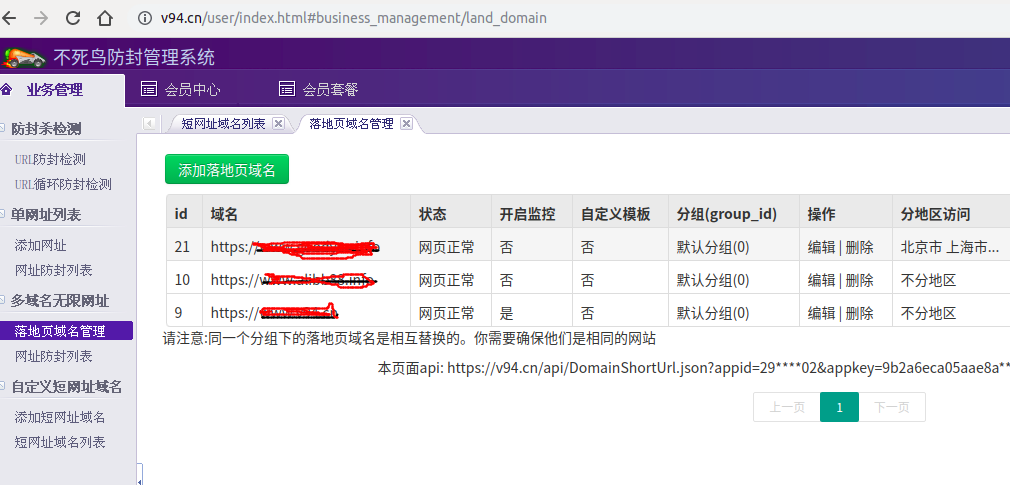 v94.cn/user/index.html#business_management/land_domain
不死鸟防封管理系统
业务管理 会员中心 会员套餐
短网址域名列表 落地页域名管理
防封杀检测
URL防封检测
URL循环防封检测
单网址列表
添加网址
网址防封列表
多域名无限网址
落地页域名管理
网址防封列表
自定义短网址域名
添加短网址域名
短网址域名列表
添加落地页域名
id 域名 状态 开启监控 自定义模板 分组(group_id) 操作 分地区访问
21 https:// 网页正常 否 否 默认分组(0) 编辑 | 删除 北京市 上海市...
10 https:// 网页正常 否 否 默认分组(0) 编辑 | 删除 不分地区
9 https:// 网页正常 是 否 默认分组(0) 编辑 | 删除 不分地区
请注意:同一个分组下的落地页域名是相互替换的。你需要确保他们是相同的网站
本页面api: https://v94.cn/api/DomainShortUrl.json?appid=29****02&appkey=9b2a6eca05aae8a**
上一页 1 下一页